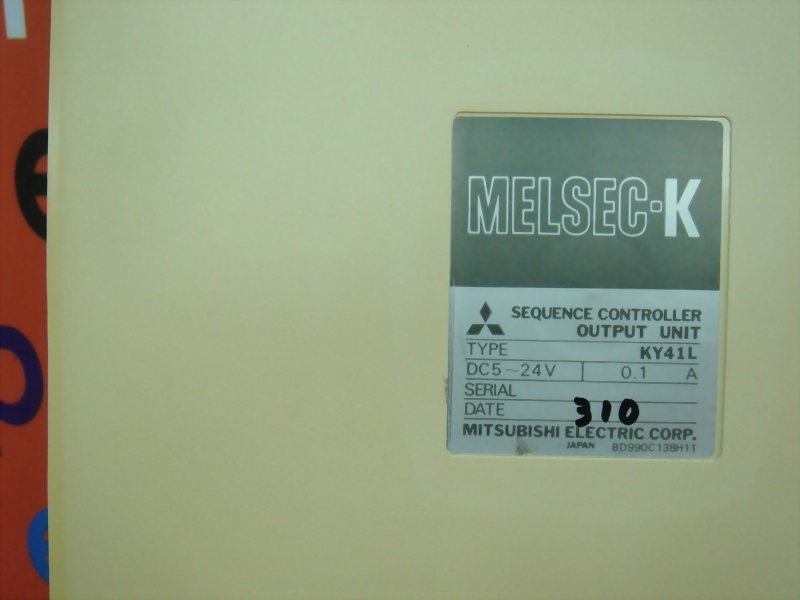 MELSEC-K
SEQUENCE CONTROLLER
OUTPUT UNIT
TYPE KY41L
DC5~24V 0.1 A
SERIAL
DATE 310
MITSUBISHI ELECTRIC CORP.
JAPAN BD990C138H11